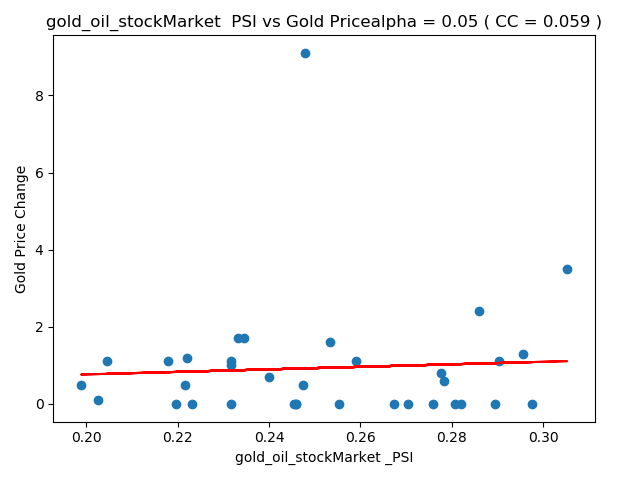 gold_oil_stockMarket  PSI vs Gold Pricealpha = 0.05 ( CC = 0.059 )
Gold Price Change
8
6
4
2
0
0.20 0.22 0.24 0.26 0.28 0.30
gold_oil_stockMarket _PSI